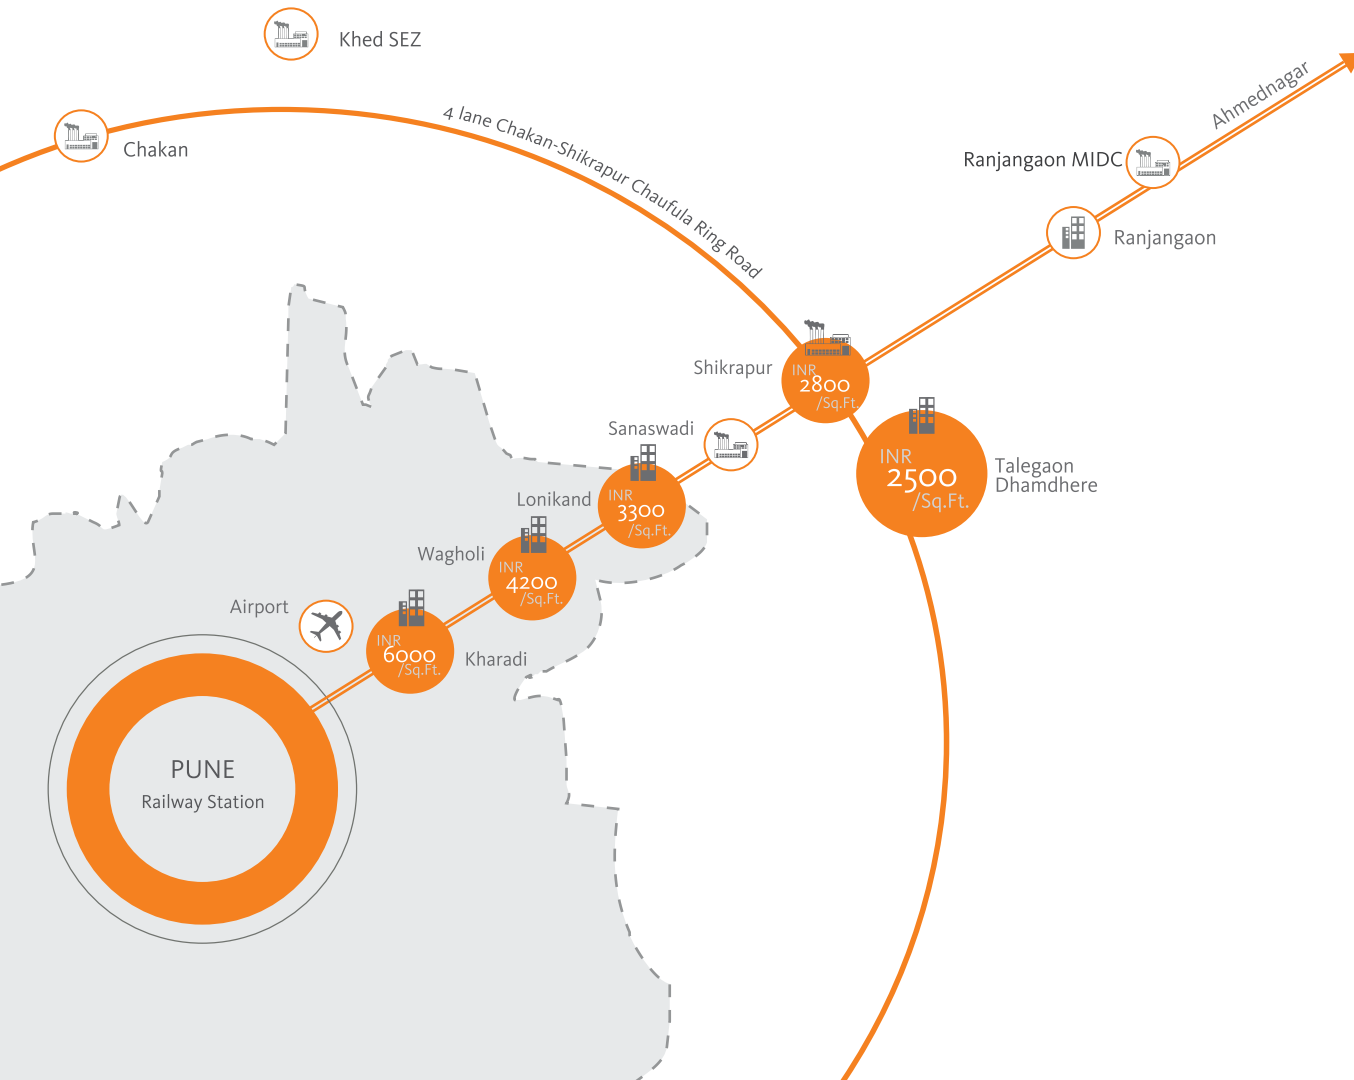 Khed SEZ
Chakan
4 lane Chakan-Shikrapur Chaufula Ring Road
Ahmednagar
Ranjangaon MIDC
Ranjangaon
Shikrapur
INR
2800
/Sq.Ft.
Sanaswadi
INR
2500
/Sq.Ft.
Talegaon
Dhamdhere
Lonikand
INR
3300
/Sq.Ft.
Wagholi
INR
4200
/Sq.Ft.
Airport
INR
6000
/Sq.Ft.
Kharadi
PUNE
Railway Station